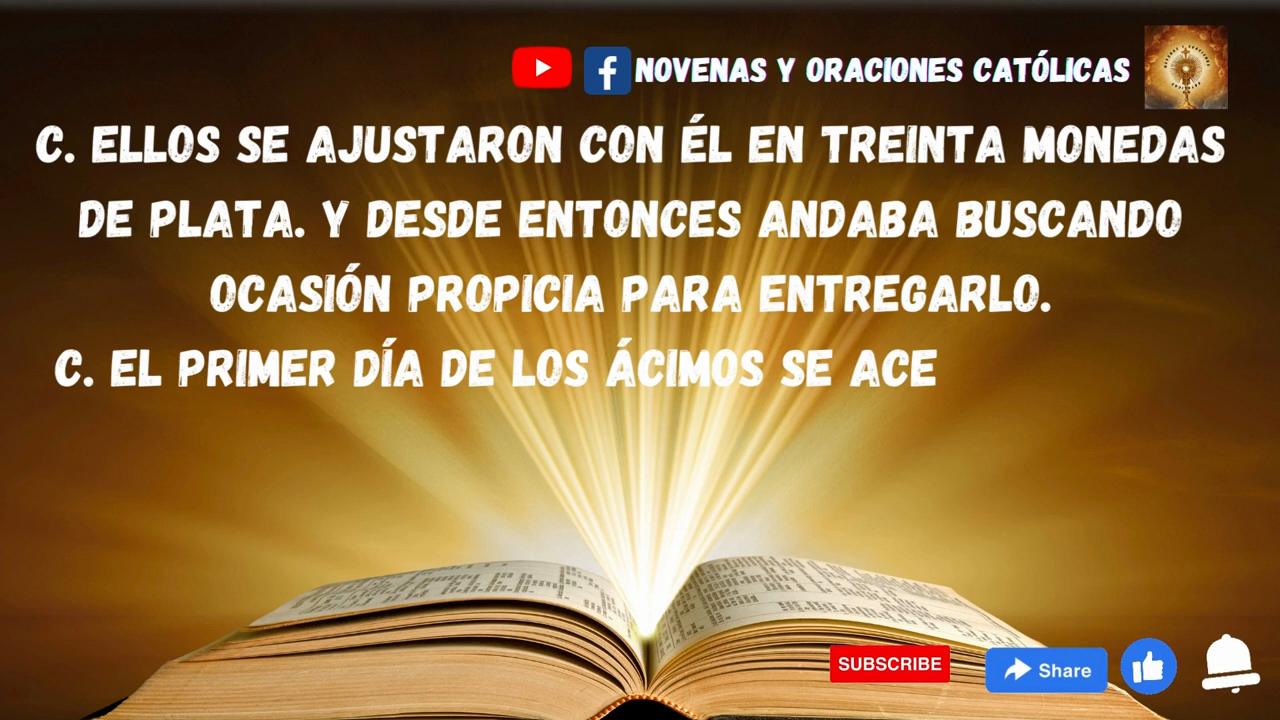 NOVENAS Y ORACIONES CATÓLICAS
C. ELLOS SE AJUSTARON CON ÉL EN TREINTA MONEDAS
DE PLATA. Y DESDE ENTONCES ANDABA BUSCANDO
OCASIÓN PROPICIA PARA ENTREGARLO.
C. EL PRIMER DÍA DE LOS ÁCIMOS SE ACE
SUBSCRIBE
Share